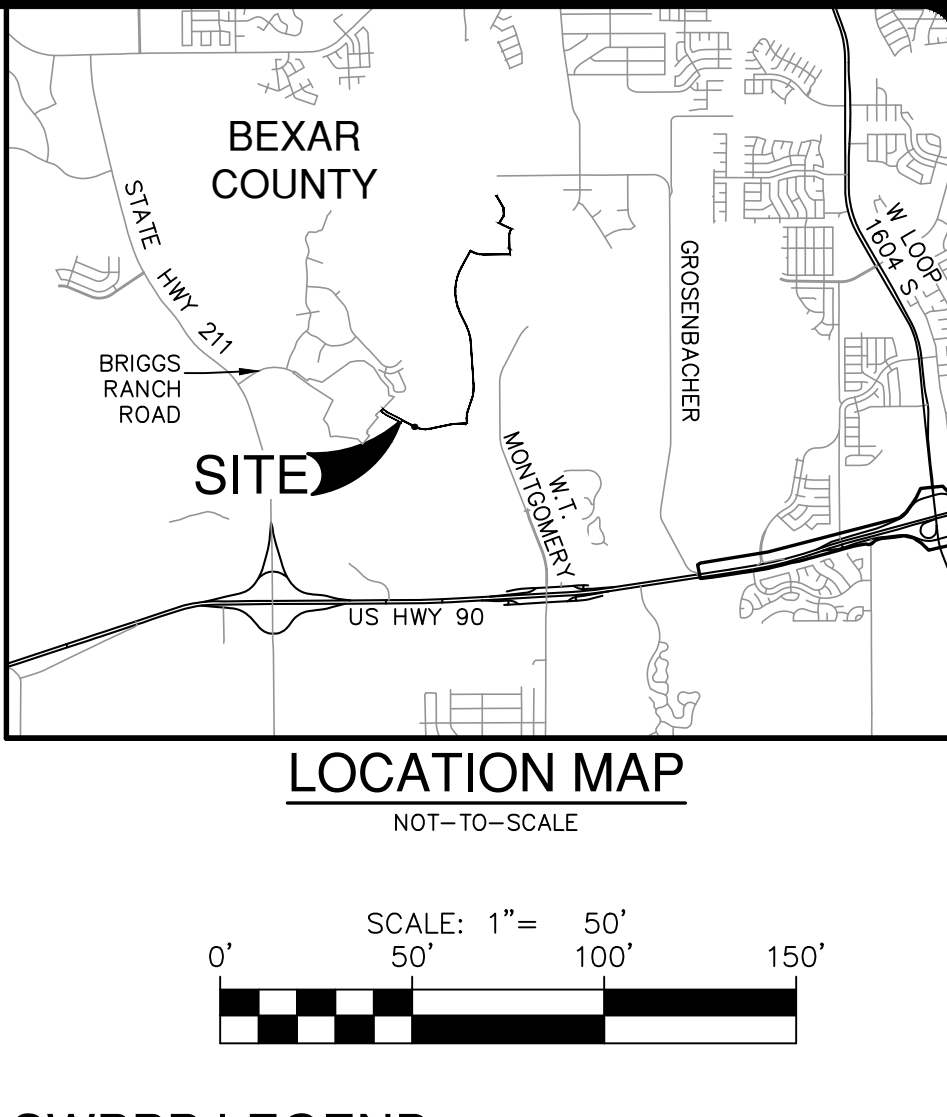 BEXAR
COUNTY
STATE HWY 211
W LOOP
1604 S
GROSENBACHER
BRIGGS
RANCH
ROAD
SITE
W.T.
MONTGOMERY
US HWY 90
LOCATION MAP
NOT-TO-SCALE
SCALE: 1"= 50'
0' 50' 100' 150'